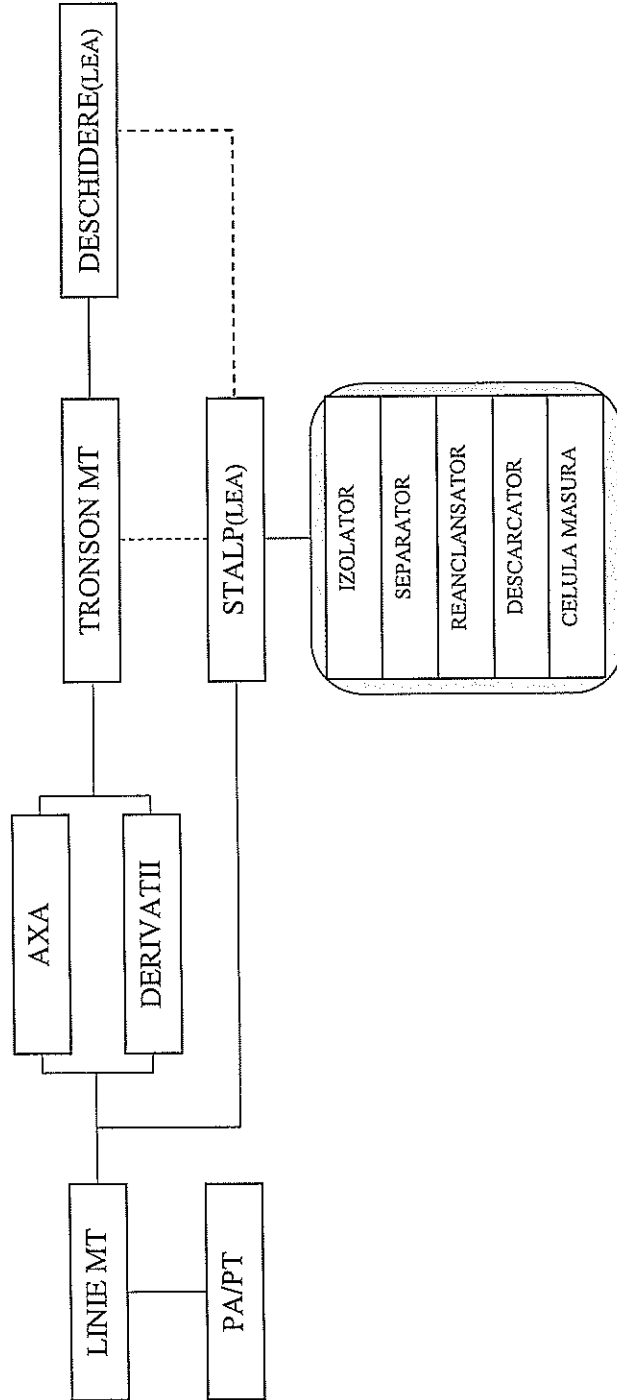 LINIE MT
PA/PT
AXA
DERIVATII
TRONSON MT
STALP(LEA)
DESCHIDERE(LEA)
IZOLATOR
SEPARATOR
REANCLANSATOR
DESCARCATOR
CELULA MASURA